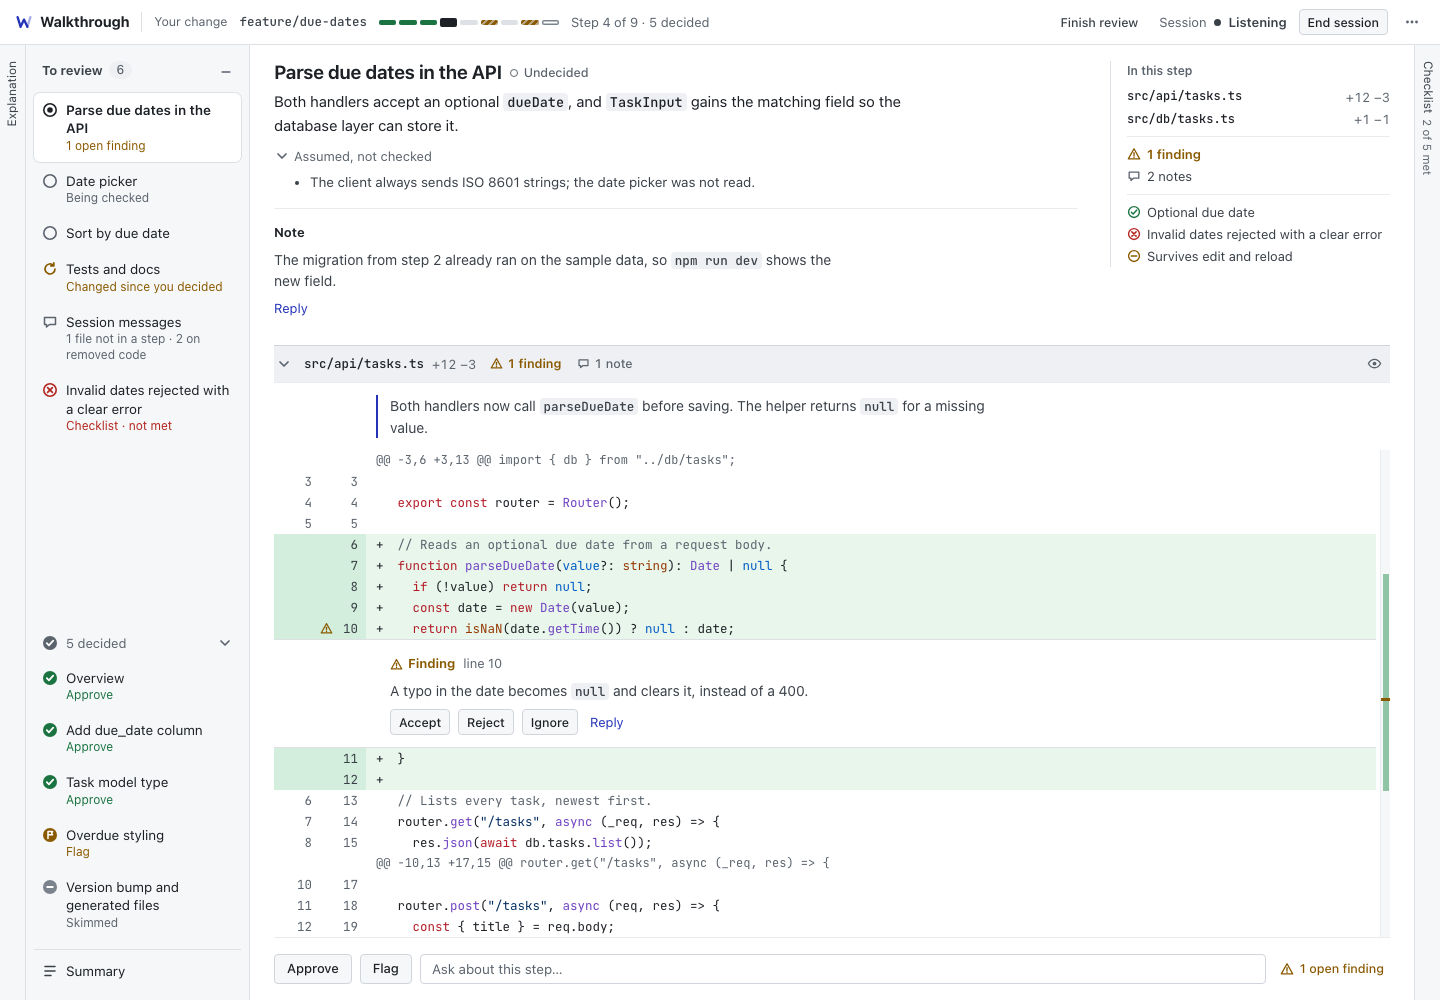 Walkthrough
Your change feature/due-dates
Step 4 of 9 · 5 decided
Finish review
Session Listening
End session
Explanation
To review 6
Parse due dates in the
API
1 open finding
Date picker
Being checked
Sort by due date
Tests and docs
Changed since you decided
Session messages
1 file not in a step · 2 on
removed code
Invalid dates rejected with
a clear error
Checklist · not met
5 decided
Overview
Approve
Add due_date column
Approve
Task model type
Approve
Overdue styling
Flag
Version bump and
generated files
Skimmed
Summary
Parse due dates in the API Undecided
Both handlers accept an optional dueDate, and TaskInput gains the matching field so the
database layer can store it.
Assumed, not checked
• The client always sends ISO 8601 strings; the date picker was not read.
Note
The migration from step 2 already ran on the sample data, so npm run dev shows the
new field.
Reply
In this step
src/api/tasks.ts +12 −3
src/db/tasks.ts +1 −1
1 finding
2 notes
Optional due date
Invalid dates rejected with a clear error
Survives edit and reload
Checklist 2 of 5 met
src/api/tasks.ts +12 −3 1 finding 1 note
Both handlers now call parseDueDate before saving. The helper returns null for a missing
value.
@@ -3,6 +3,13 @@ import { db } from "../db/tasks";
3 3
4 4 export const router = Router();
5 5
6 + // Reads an optional due date from a request body.
7 + function parseDueDate(value?: string): Date | null {
8 + if (!value) return null;
9 + const date = new Date(value);
10 + return isNaN(date.getTime()) ? null : date;
Finding line 10
A typo in the date becomes null and clears it, instead of a 400.
Accept Reject Ignore Reply
11 + }
12 +
6 13 // Lists every task, newest first.
7 14 router.get("/tasks", async (_req, res) => {
8 15 res.json(await db.tasks.list());
@@ -10,13 +17,15 @@ router.get("/tasks", async (_req, res) => {
10 17
11 18 router.post("/tasks", async (req, res) => {
12 19 const { title } = req.body;
Approve Flag Ask about this step… 1 open finding